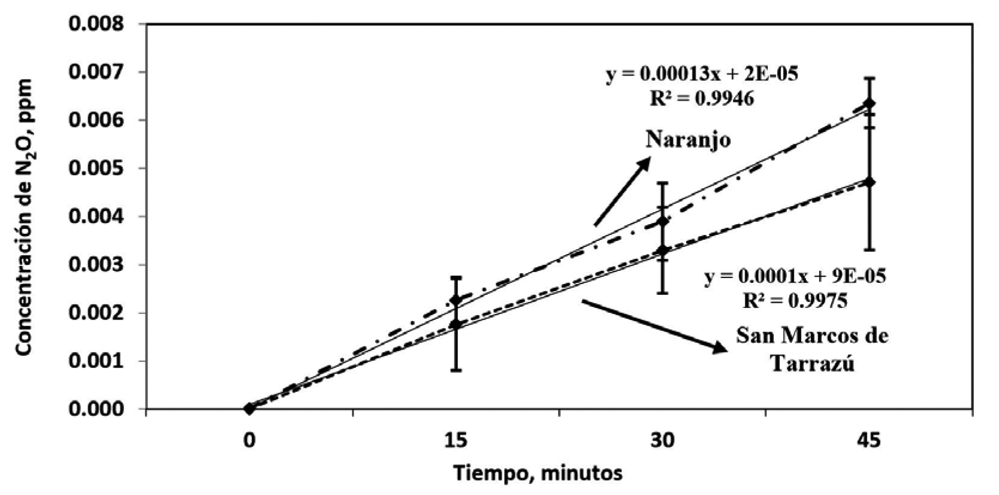 0.008
0.007
0.006
0.005
0.004
0.003
0.002
0.001
0.000
Concentración de N₂O, ppm
y = 0.00013x + 2E-05
R² = 0.9946
Naranjo
y = 0.0001x + 9E-05
R² = 0.9975
San Marcos de
Tarrazú
0 15 30 45
Tiempo, minutos